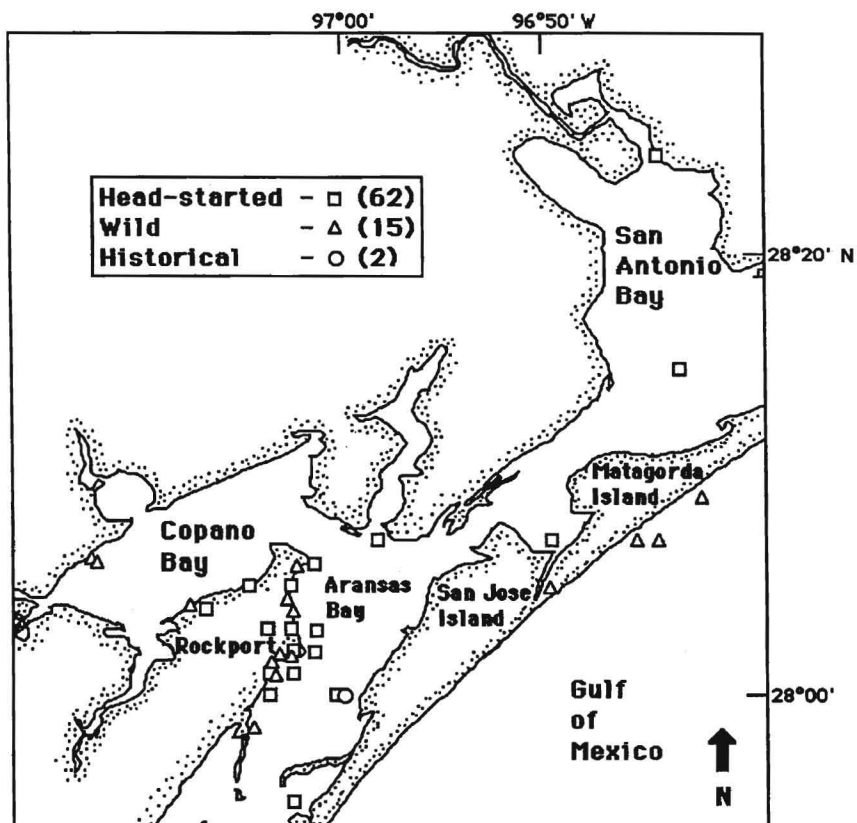 97°00' 96°50' W
Head-started - □ (62)
Wild - △ (15)
Historical - ○ (2)
San
Antonio
Bay
28°20' N
Matagorda
Island
Copano
Bay
Aransas
Bay
San Jose
Island
Rockport
Gulf
of
Mexico
28°00'
N